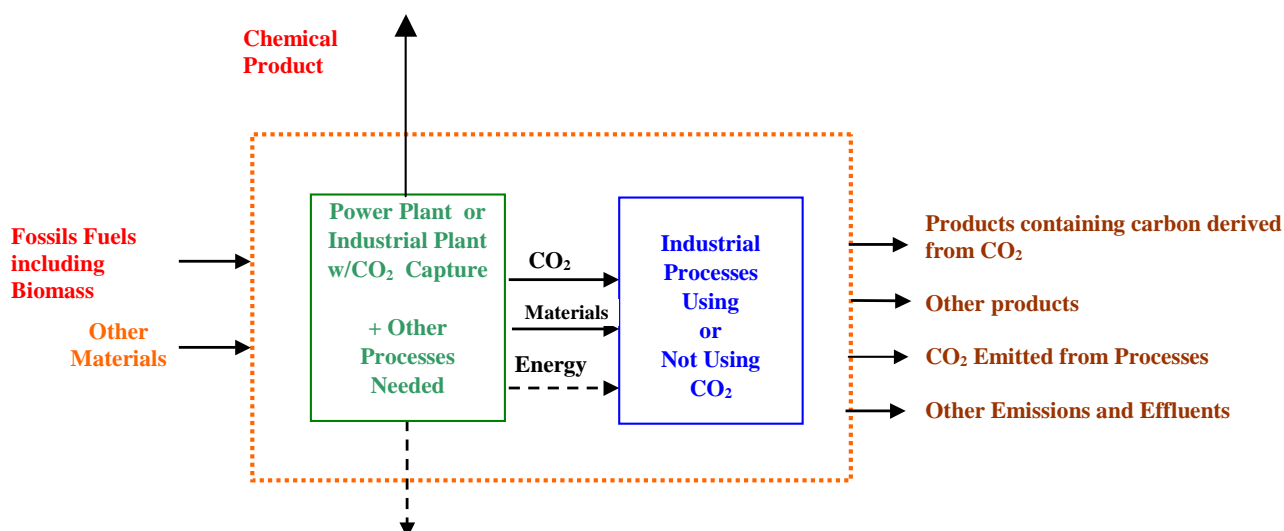 Chemical
Product
Fossils Fuels
including
Biomass
Other
Materials
Power Plant or
Industrial Plant
w/CO₂ Capture
+ Other
Processes
Needed
CO₂
Materials
Energy
Industrial
Processes
Using
or
Not Using
CO₂
Products containing carbon derived
from CO₂
Other products
CO₂ Emitted from Processes
Other Emissions and Effluents